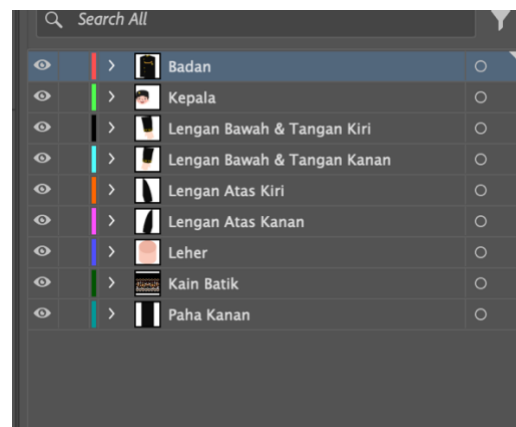 Search All
Badan
Kepala
Lengan Bawah & Tangan Kiri
Lengan Bawah & Tangan Kanan
Lengan Atas Kiri
Lengan Atas Kanan
Leher
Kain Batik
Paha Kanan